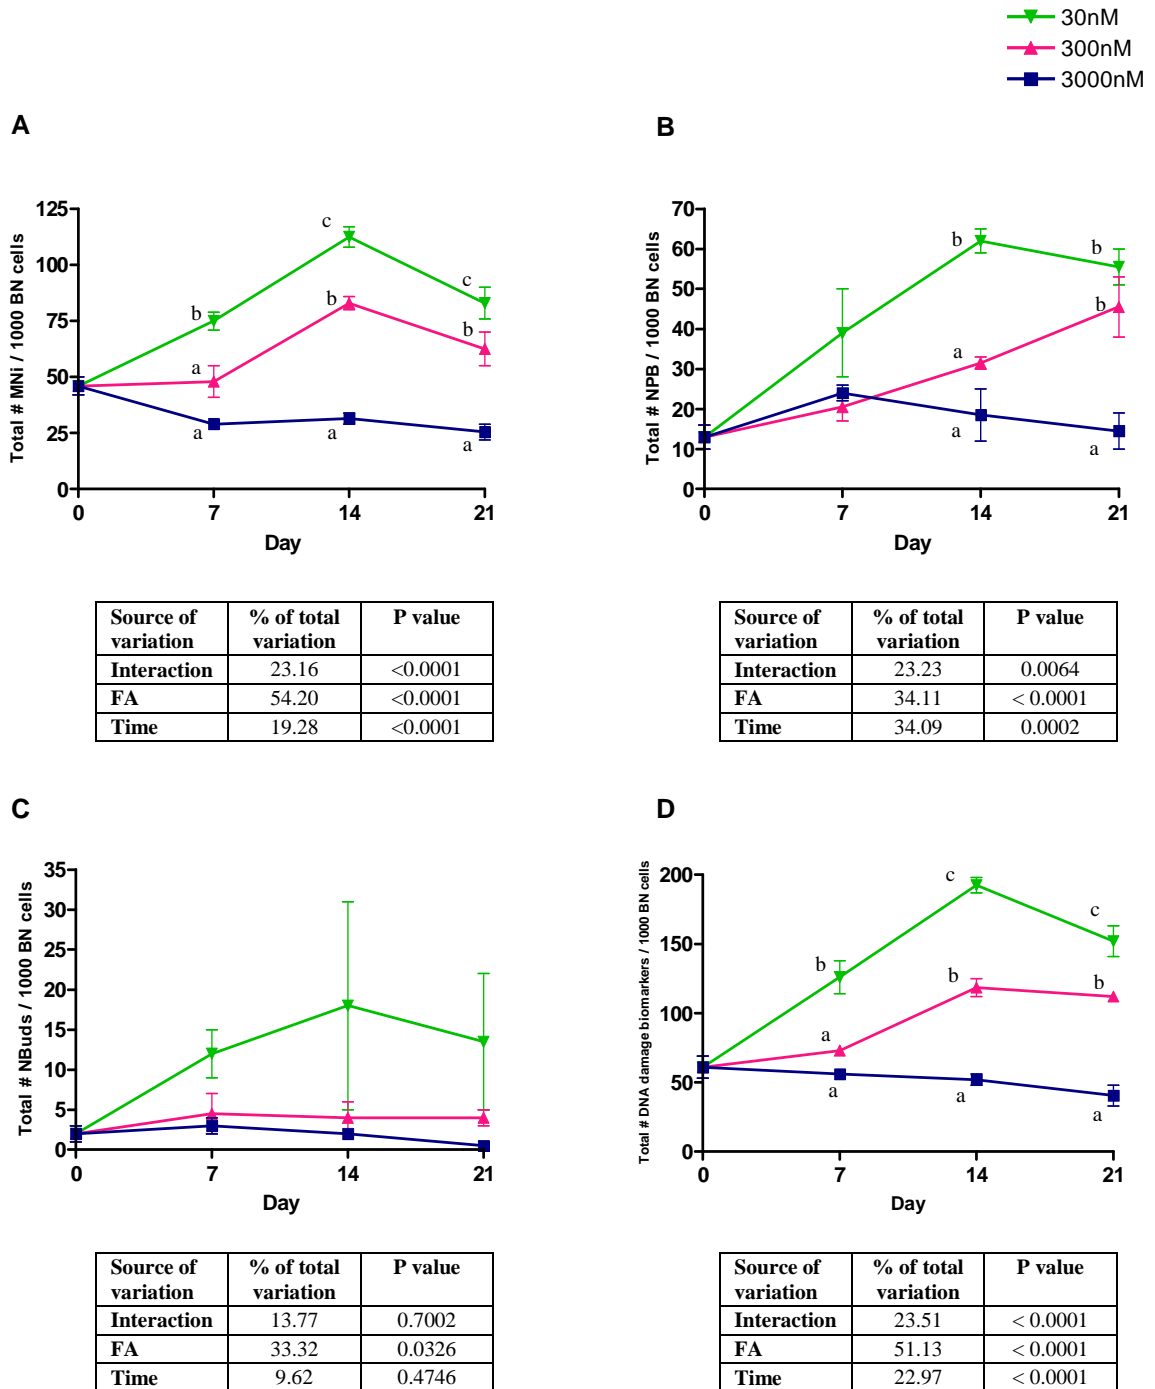 30nM
300nM
3000nM
A
B
125
100
75
50
25
0
0 7 14 21
Total # MNi / 1000 BN cells
Day
b
c
c
a
b
b
a
a
a
70
60
50
40
30
20
10
0
0 7 14 21
Total # NPB / 1000 BN cells
Day
b
b
a
b
a
a
Source of variation | % of total variation | P value
Interaction 23.16 <0.0001
FA 54.20 <0.0001
Time 19.28 <0.0001
Source of variation | % of total variation | P value
Interaction 23.23 0.0064
FA 34.11 < 0.0001
Time 34.09 0.0002
C
D
35
30
25
20
15
10
5
0
0 7 14 21
Total # NBuds / 1000 BN cells
Day
200
150
100
50
0
0 7 14 21
Total # DNA damage biomarkers / 1000 BN cells
Day
b
c
c
a
b
b
a
a
a
Source of variation | % of total variation | P value
Interaction 13.77 0.7002
FA 33.32 0.0326
Time 9.62 0.4746
Source of variation | % of total variation | P value
Interaction 23.51 < 0.0001
FA 51.13 < 0.0001
Time 22.97 < 0.0001